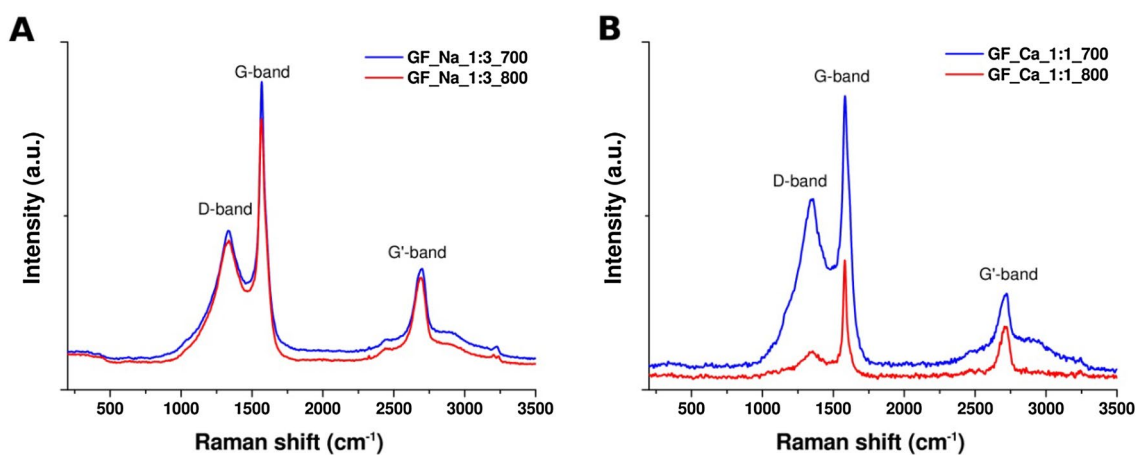 A
GF_Na_1:3_700
GF_Na_1:3_800
G-band
D-band
G'-band
Intensity (a.u.)
500 1000 1500 2000 2500 3000 3500
Raman shift (cm-1)
B
GF_Ca_1:1_700
GF_Ca_1:1_800
G-band
D-band
G'-band
Intensity (a.u.)
500 1000 1500 2000 2500 3000 3500
Raman shift (cm-1)